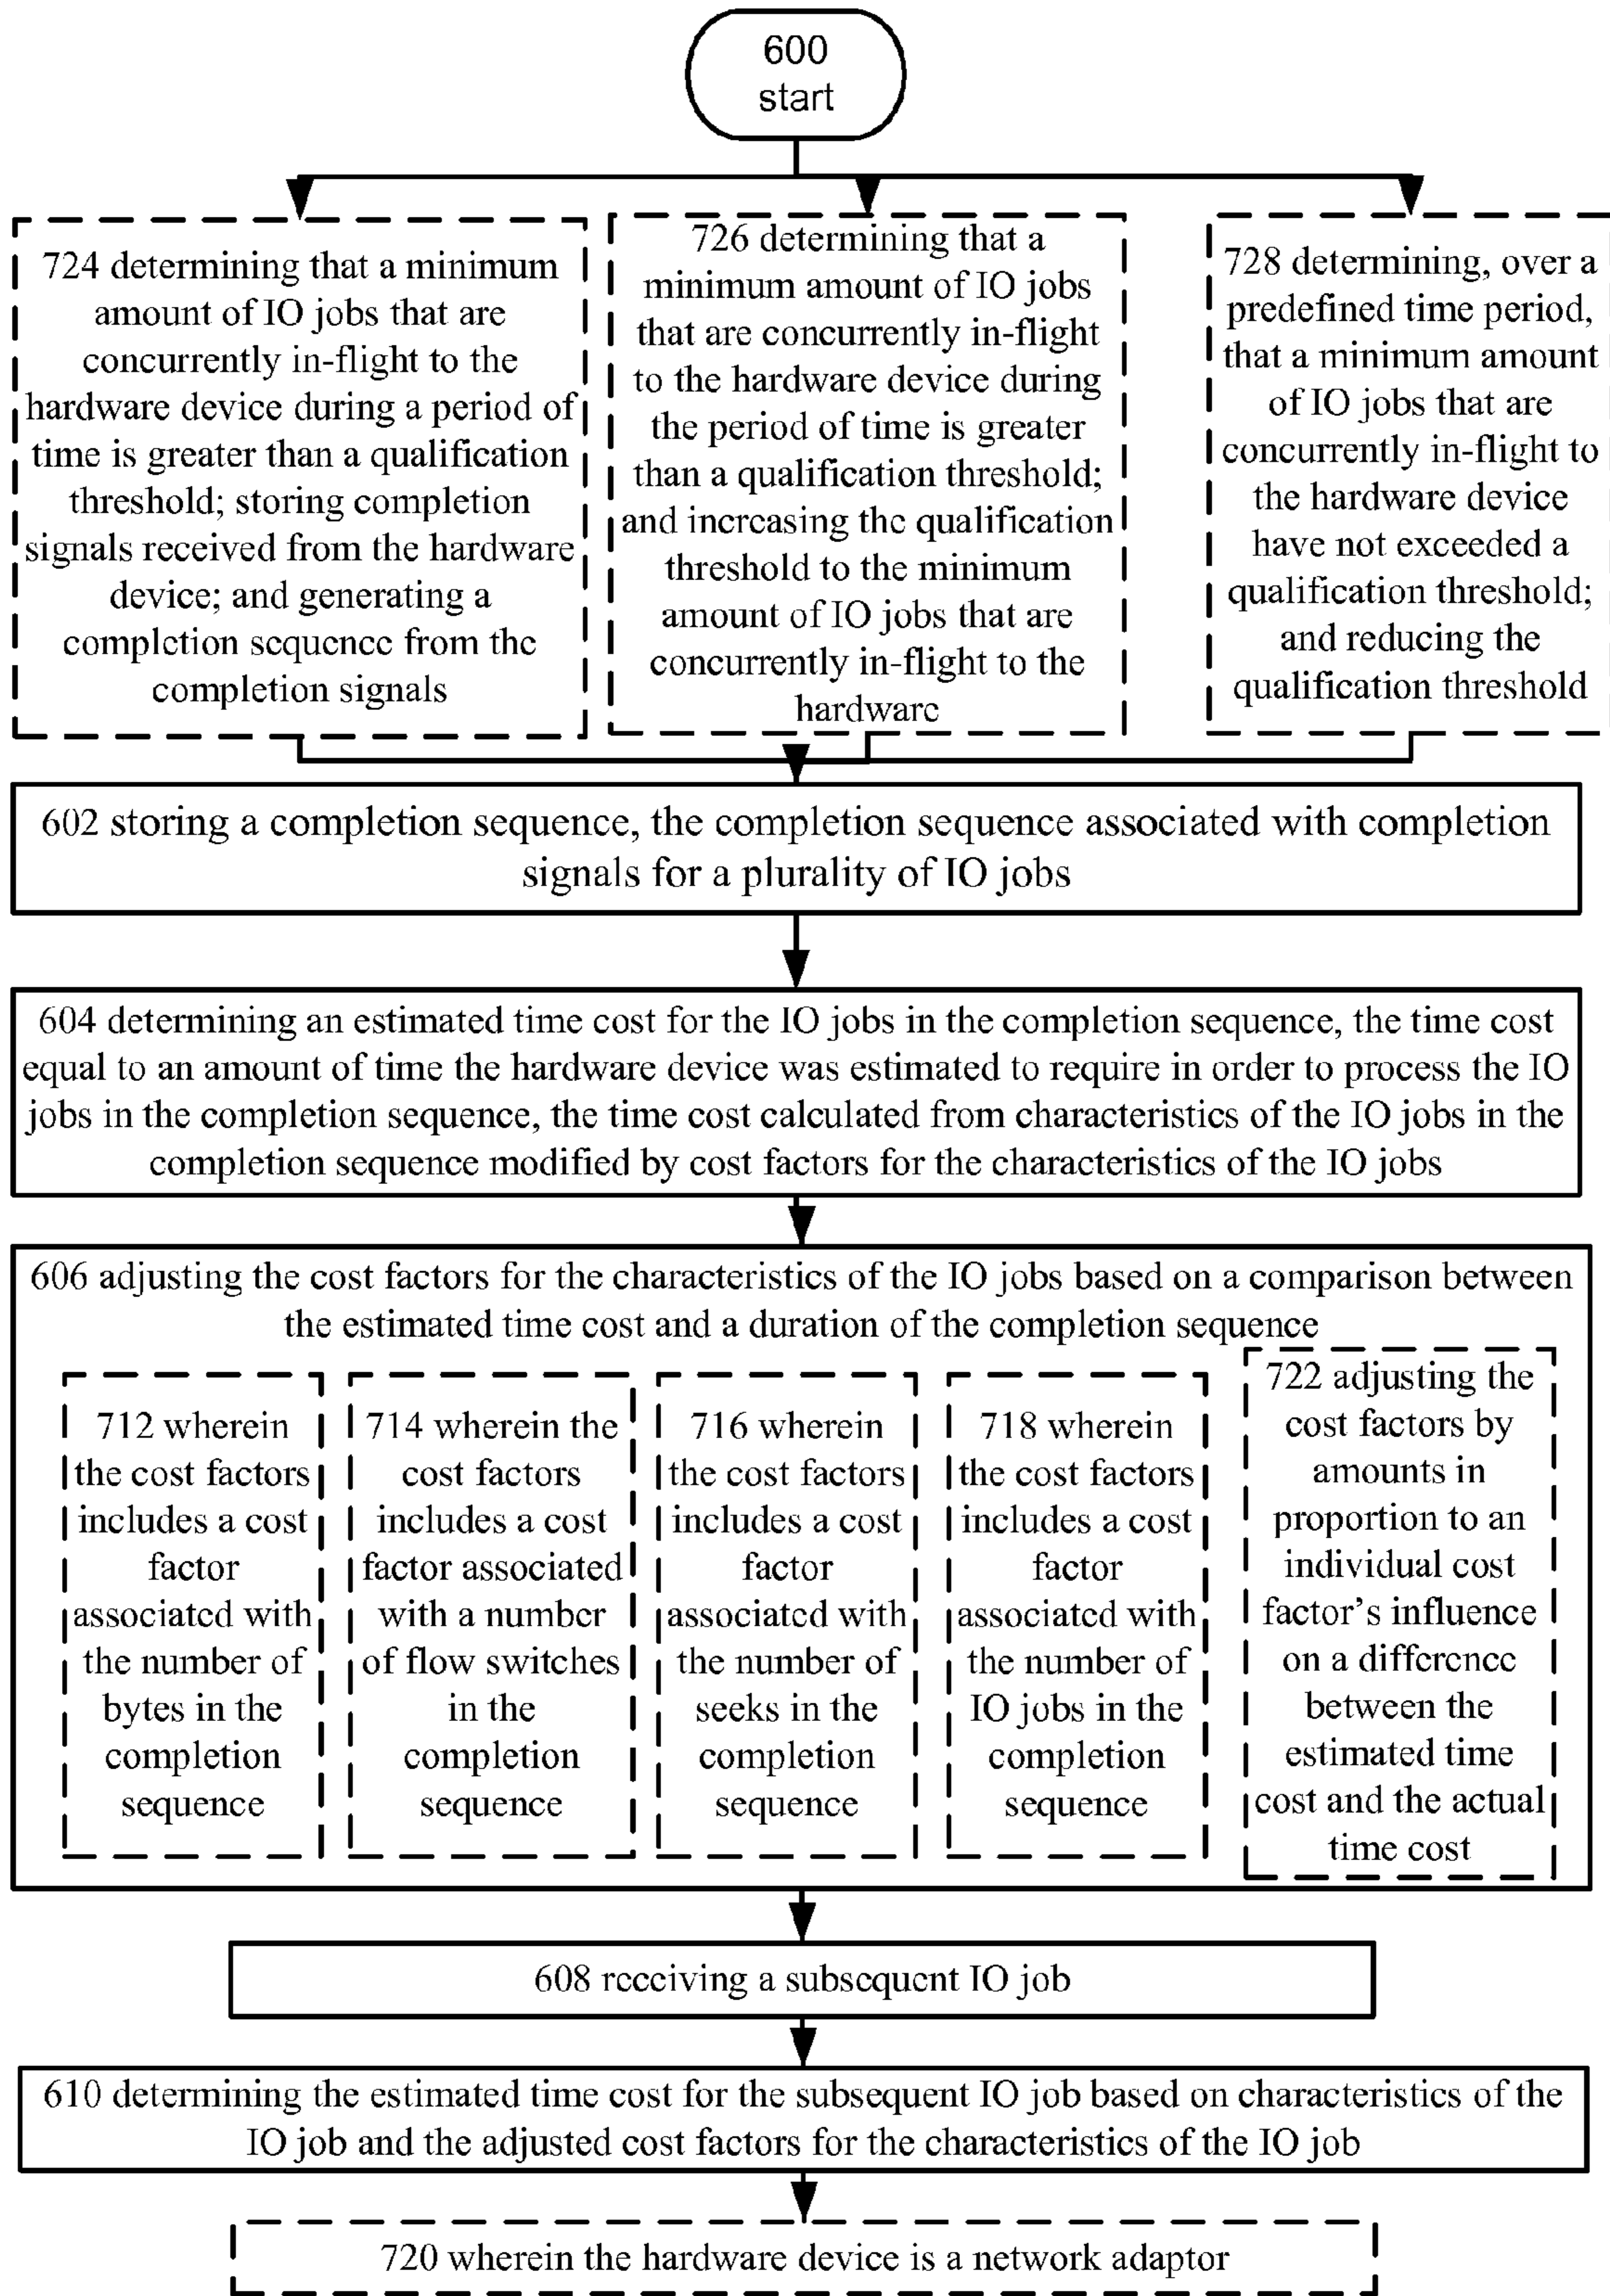 600
start
724 determining that a minimum
amount of IO jobs that are
concurrently in-flight to the
hardware device during a period of
time is greater than a qualification
threshold; storing completion
signals received from the hardware
device; and generating a
completion sequence from the
completion signals
726 determining that a
minimum amount of IO jobs
that are concurrently in-flight
to the hardware device during
the period of time is greater
than a qualification threshold;
and increasing the qualification
threshold to the minimum
amount of IO jobs that are
concurrently in-flight to the
hardware
728 determining, over a
predefined time period,
that a minimum amount
of IO jobs that are
concurrently in-flight to
the hardware device
have not exceeded a
qualification threshold;
and reducing the
qualification threshold
602 storing a completion sequence, the completion sequence associated with completion
signals for a plurality of IO jobs
604 determining an estimated time cost for the IO jobs in the completion sequence, the time cost
equal to an amount of time the hardware device was estimated to require in order to process the IO
jobs in the completion sequence, the time cost calculated from characteristics of the IO jobs in the
completion sequence modified by cost factors for the characteristics of the IO jobs
606 adjusting the cost factors for the characteristics of the IO jobs based on a comparison between
the estimated time cost and a duration of the completion sequence
712 wherein
the cost factors
includes a cost
factor
associated with
the number of
bytes in the
completion
sequence
714 wherein the
cost factors
includes a cost
factor associated
with a number
of flow switches
in the
completion
sequence
716 wherein
the cost factors
includes a cost
factor
associated with
the number of
seeks in the
completion
sequence
718 wherein
the cost factors
includes a cost
factor
associated with
the number of
IO jobs in the
completion
sequence
722 adjusting the
cost factors by
amounts in
proportion to an
individual cost
factor's influence
on a difference
between the
estimated time
cost and the actual
time cost
608 receiving a subsequent IO job
610 determining the estimated time cost for the subsequent IO job based on characteristics of the
IO job and the adjusted cost factors for the characteristics of the IO job
720 wherein the hardware device is a network adaptor